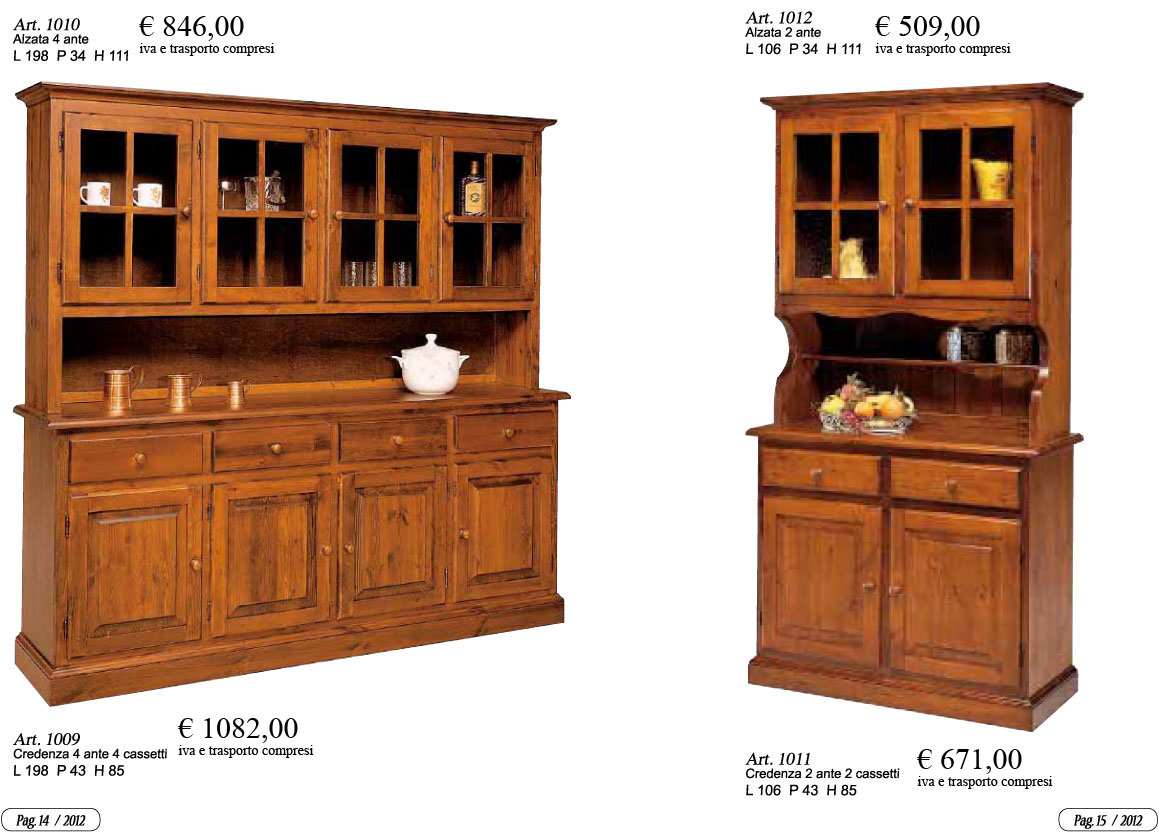 Art. 1010
Alzata 4 ante
L 198 P 34 H 111
€ 846,00
iva e trasporto compresi
Art. 1012
Alzata 2 ante
L 106 P 34 H 111
€ 509,00
iva e trasporto compresi
Art. 1009
Credenza 4 ante 4 cassetti
L 198 P 43 H 85
€ 1082,00
iva e trasporto compresi
Art. 1011
Credenza 2 ante 2 cassetti
L 106 P 43 H 85
€ 671,00
iva e trasporto compresi
Pag. 14 / 2012
Pag. 15 / 2012